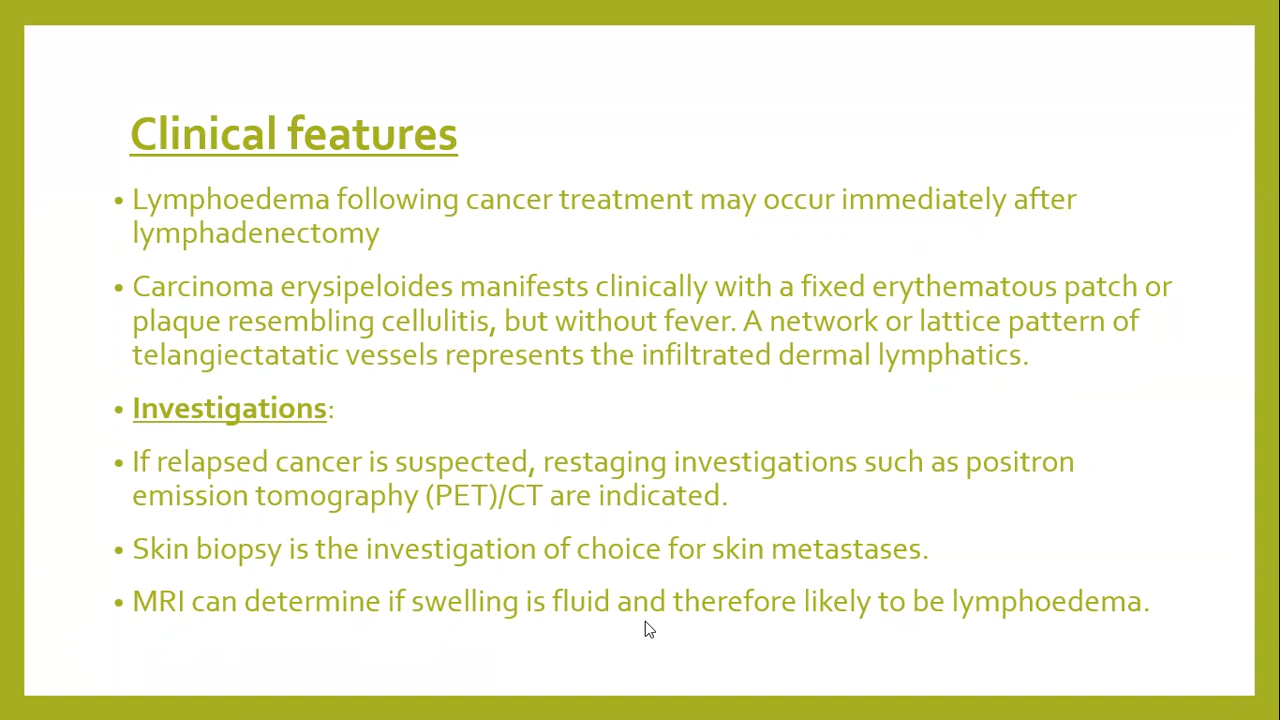 Clinical features
• Lymphoedema following cancer treatment may occur immediately after
lymphadenectomy
• Carcinoma erysipeloides manifests clinically with a fixed erythematous patch or
plaque resembling cellulitis, but without fever. A network or lattice pattern of
telangiectatatic vessels represents the infiltrated dermal lymphatics.
• Investigations:
• If relapsed cancer is suspected, restaging investigations such as positron
emission tomography (PET)/CT are indicated.
• Skin biopsy is the investigation of choice for skin metastases.
• MRI can determine if swelling is fluid and therefore likely to be lymphoedema.